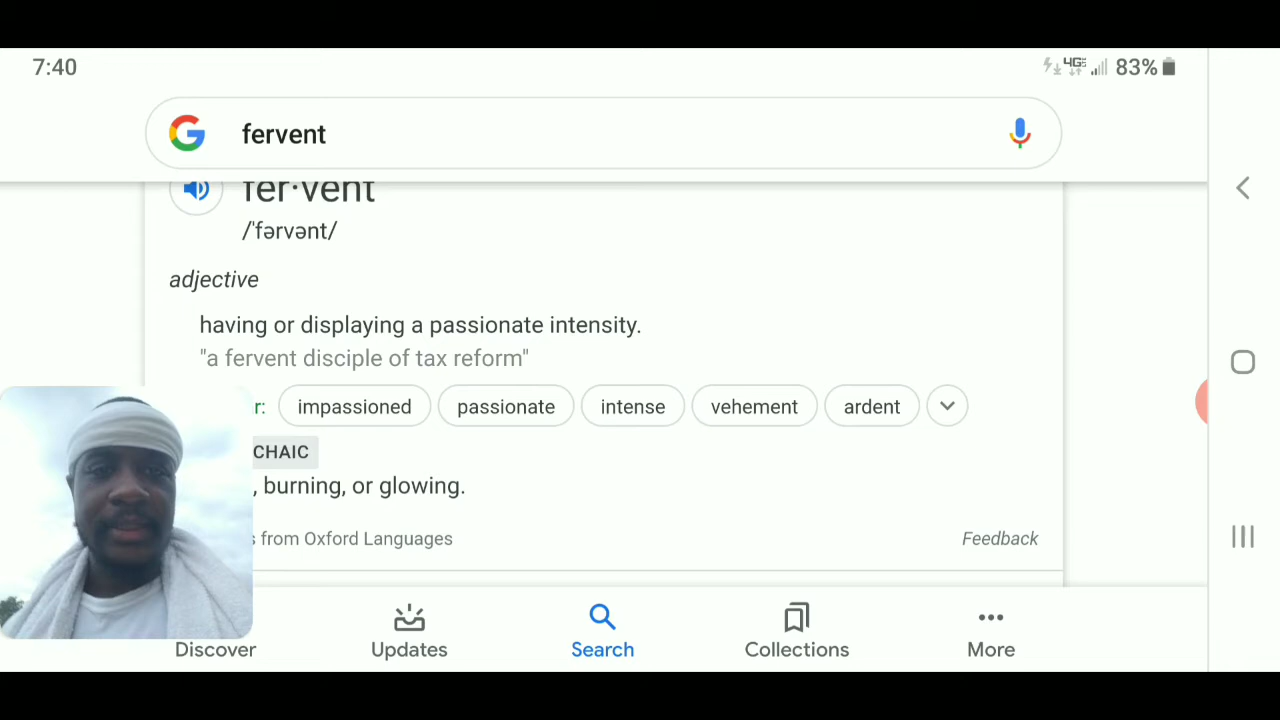 7:40
4G 83%
fervent
fer·vent
/ˈfərvənt/
adjective
having or displaying a passionate intensity.
"a fervent disciple of tax reform"
r: impassioned passionate intense vehement ardent
CHAIC
, burning, or glowing.
s from Oxford Languages Feedback
Discover Updates Search Collections More